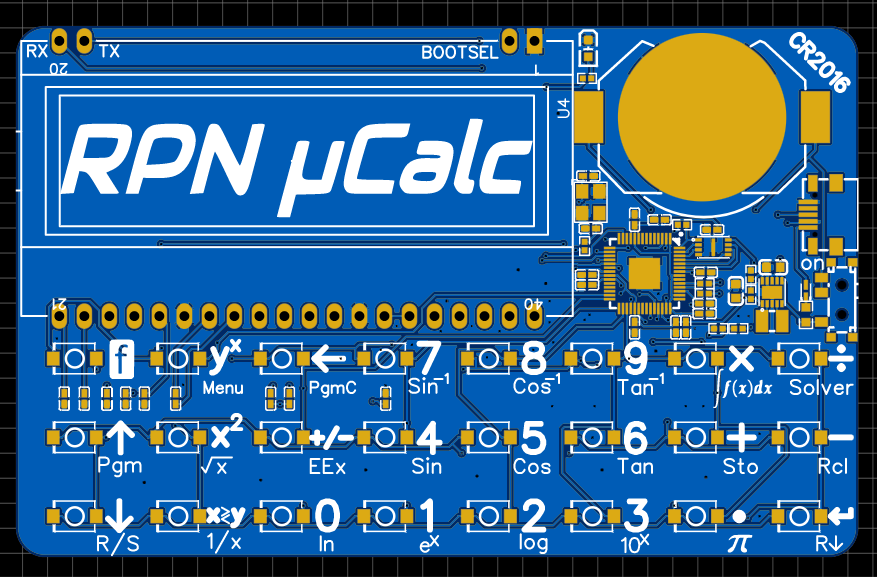 RX TX BOOTSEL
20 1
CR2016
U4
RPN µCalc
on
21 40
f yˣ ← 7 8 9 × ÷
Menu PgmC Sin⁻¹ Cos⁻¹ Tan⁻¹ ∫f(x)dx Solver
↑ x² +/− 4 5 6 + −
Pgm √x EEx Sin Cos Tan Sto Rcl
↓ x≷y 0 1 2 3 • ↵
R/S 1/x ln eˣ log 10ˣ π R↓